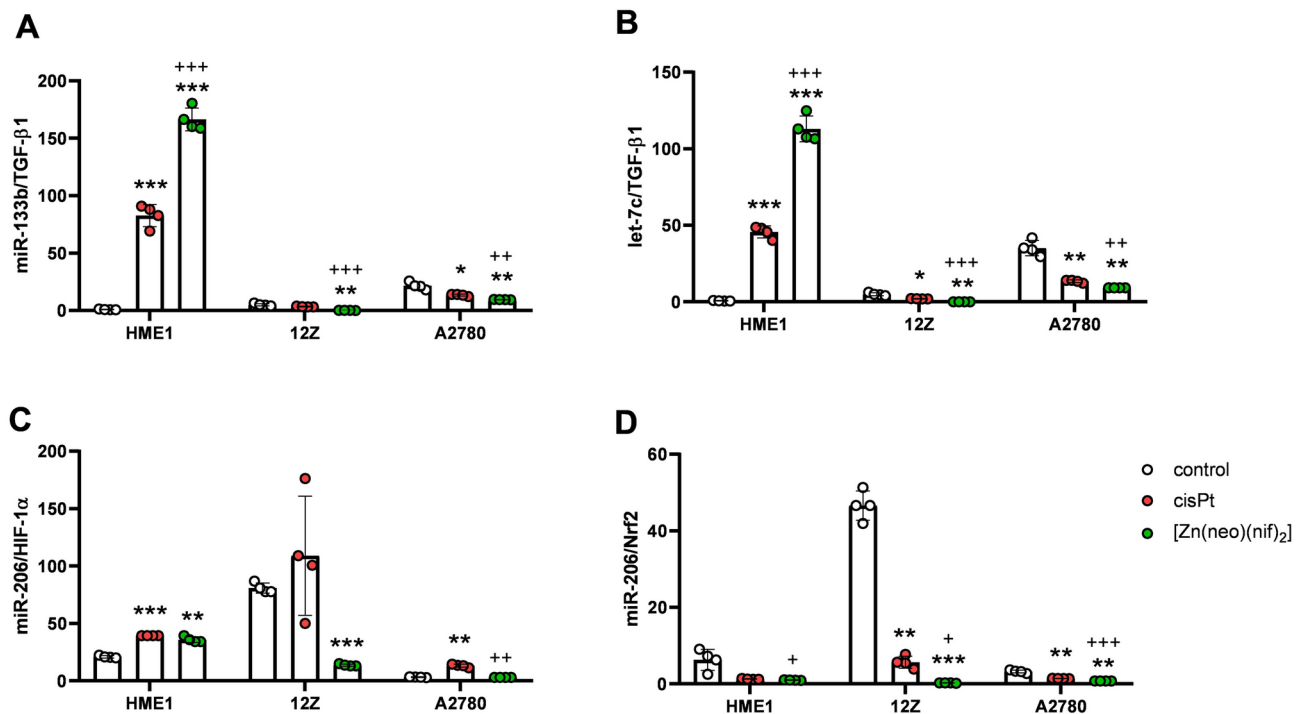 A
miR-133b/TGF-β1
200
150
100
50
0
***
+++
***
+++
**
*
++
**
HME1
12Z
A2780
B
let-7c/TGF-β1
150
100
50
0
***
+++
***
*
+++
**
**
++
**
HME1
12Z
A2780
C
miR-206/HIF-1α
200
150
100
50
0
***
**
***
**
++
HME1
12Z
A2780
D
miR-206/Nrf2
60
40
20
0
+
**
+
***
**
+++
**
HME1
12Z
A2780
control
cisPt
[Zn(neo)(nif)₂]